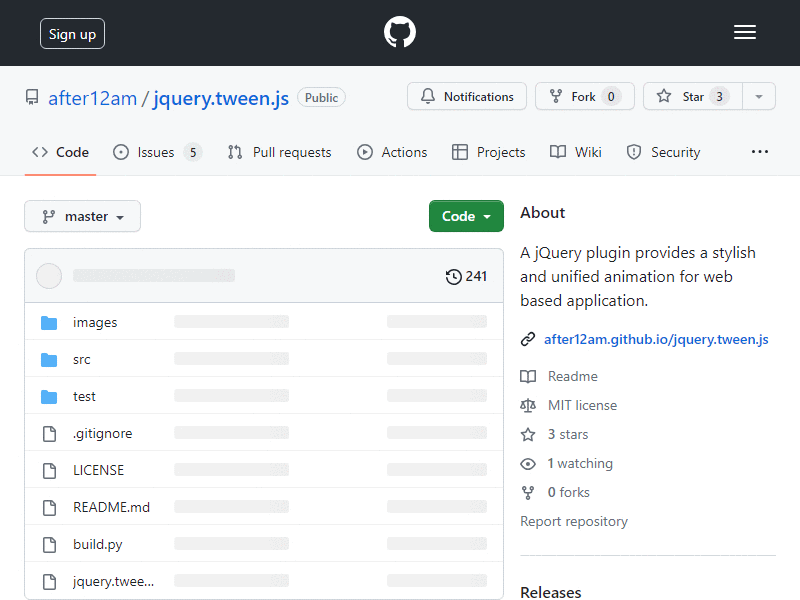 Sign up
after12am / jquery.tween.js Public
Notifications Fork 0 Star 3
Code Issues 5 Pull requests Actions Projects Wiki Security
master Code
241
images
src
test
.gitignore
LICENSE
README.md
build.py
jquery.twee...
About
A jQuery plugin provides a stylish
and unified animation for web
based application.
after12am.github.io/jquery.tween.js
Readme
MIT license
3 stars
1 watching
0 forks
Report repository
Releases